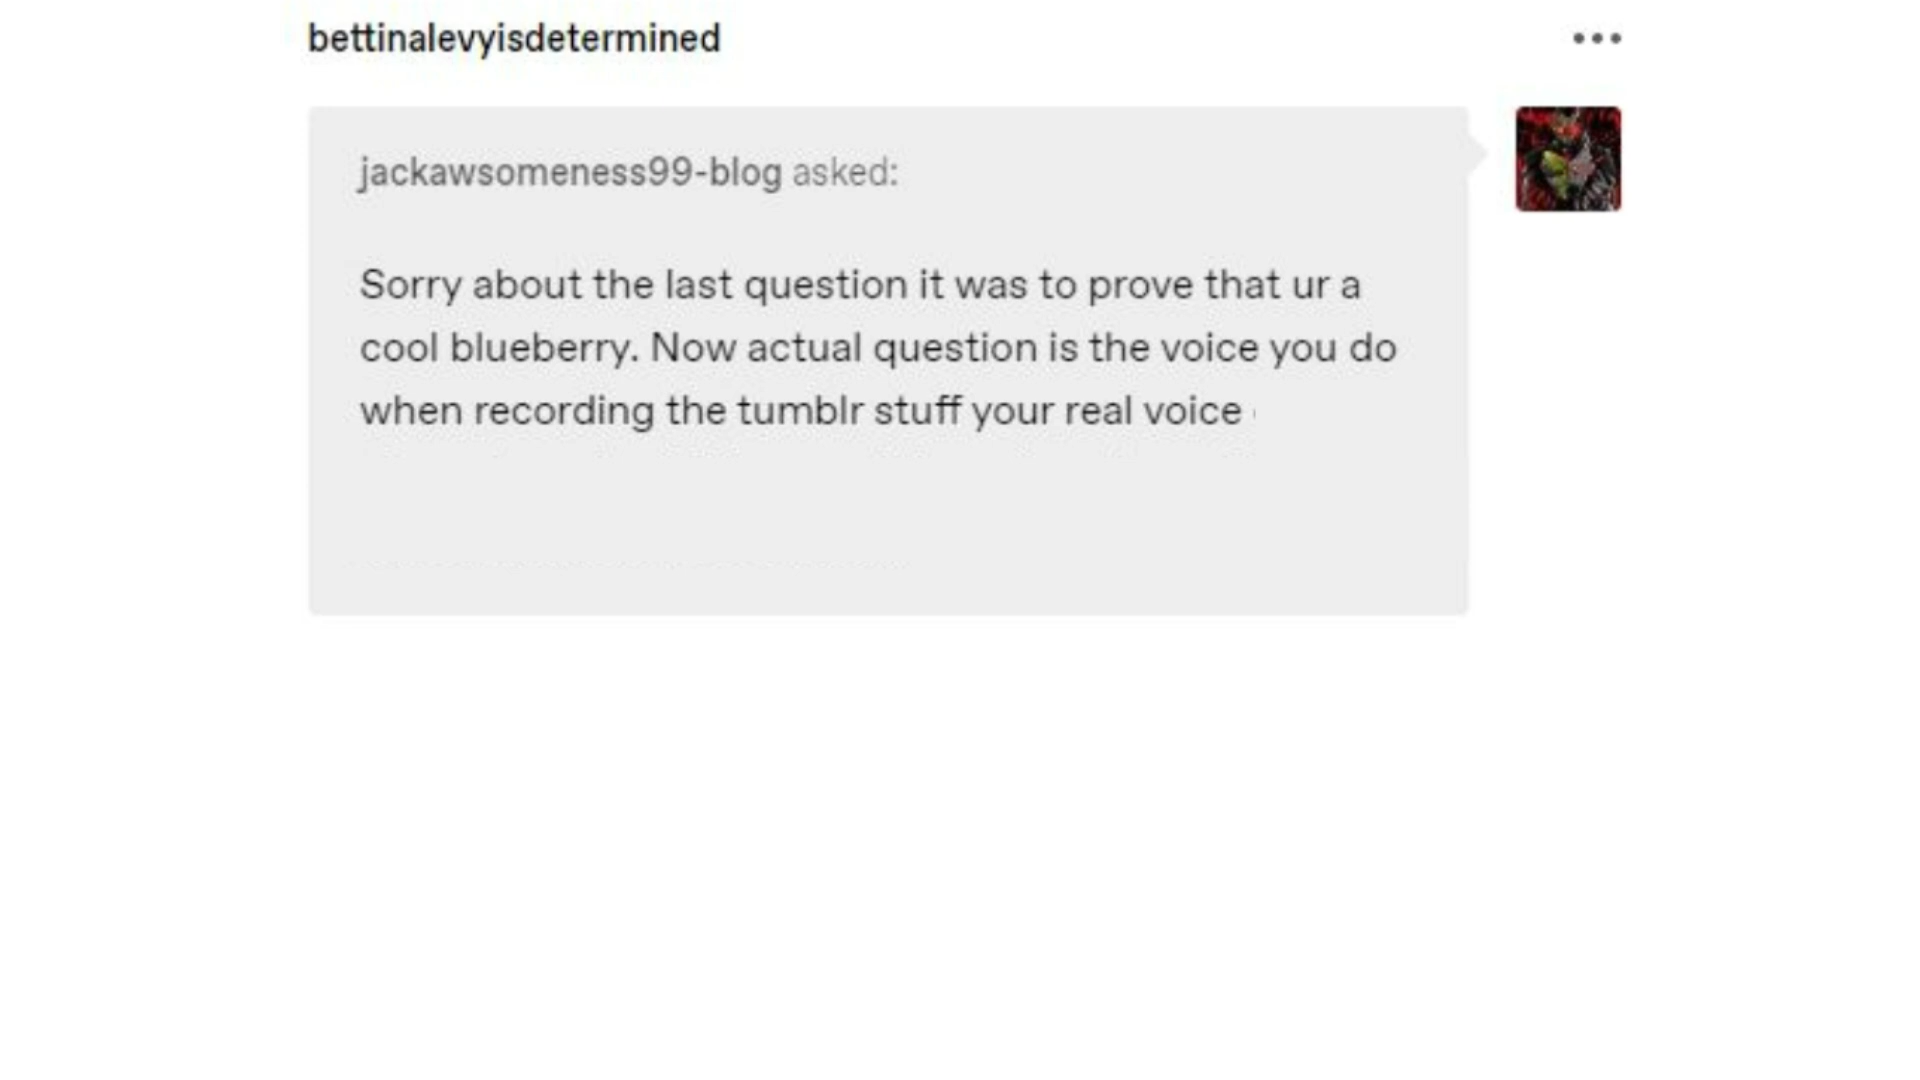 bettinalevyisdetermined
jackawsomeness99-blog asked:
Sorry about the last question it was to prove that ur a
cool blueberry. Now actual question is the voice you do
when recording the tumblr stuff your real voice